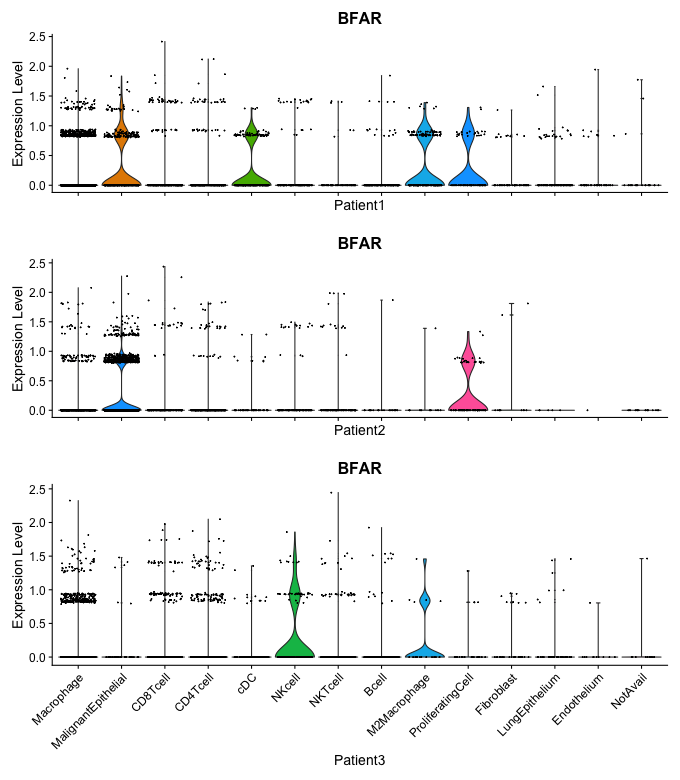 BFAR
Expression Level
2.5
2.0
1.5
1.0
0.5
0.0
Patient1
BFAR
Expression Level
2.5
2.0
1.5
1.0
0.5
0.0
Patient2
BFAR
Expression Level
2.5
2.0
1.5
1.0
0.5
0.0
Macrophage
MalignantEpithelial
CD8Tcell
CD4Tcell
cDC
NKcell
NKTcell
Bcell
M2Macrophage
ProliferatingCell
Fibroblast
LungEpithelium
Endothelium
NotAvail
Patient3